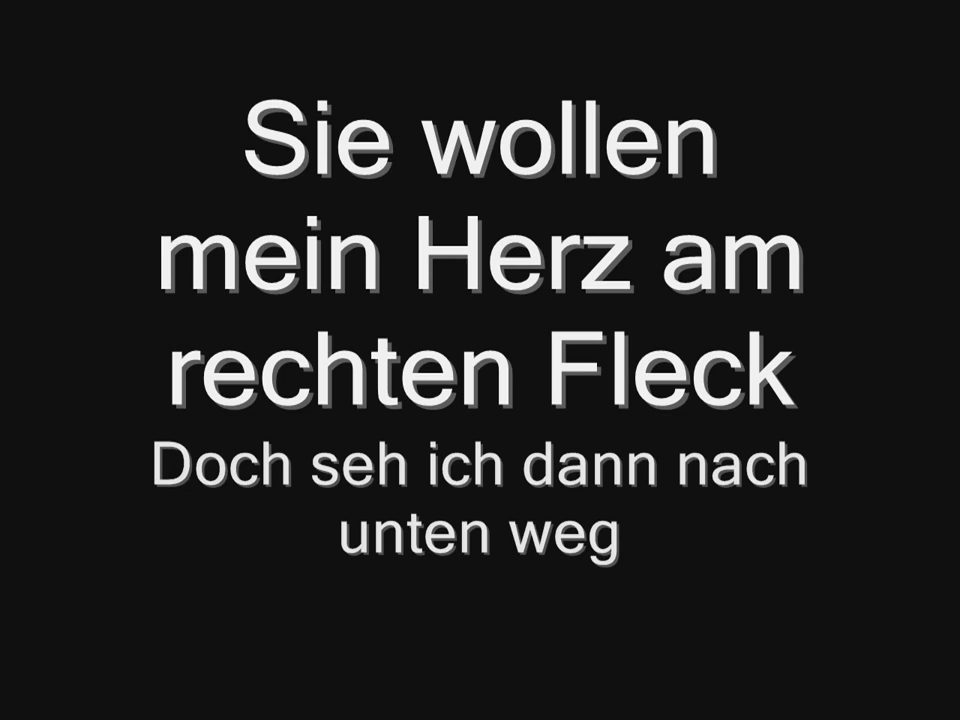 Sie wollen
mein Herz am
rechten Fleck
Doch seh ich dann nach
unten weg